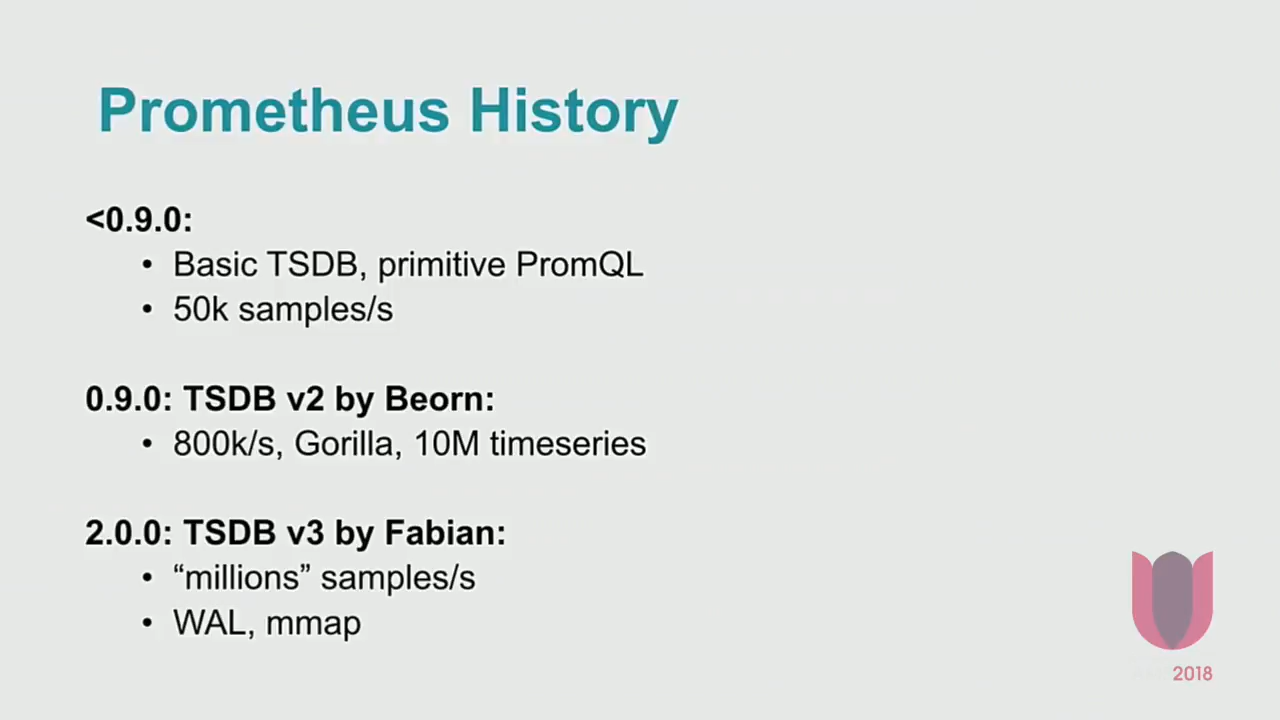 Prometheus History
<0.9.0:
• Basic TSDB, primitive PromQL
• 50k samples/s
0.9.0: TSDB v2 by Beorn:
• 800k/s, Gorilla, 10M timeseries
2.0.0: TSDB v3 by Fabian:
• “millions” samples/s
• WAL, mmap
2018